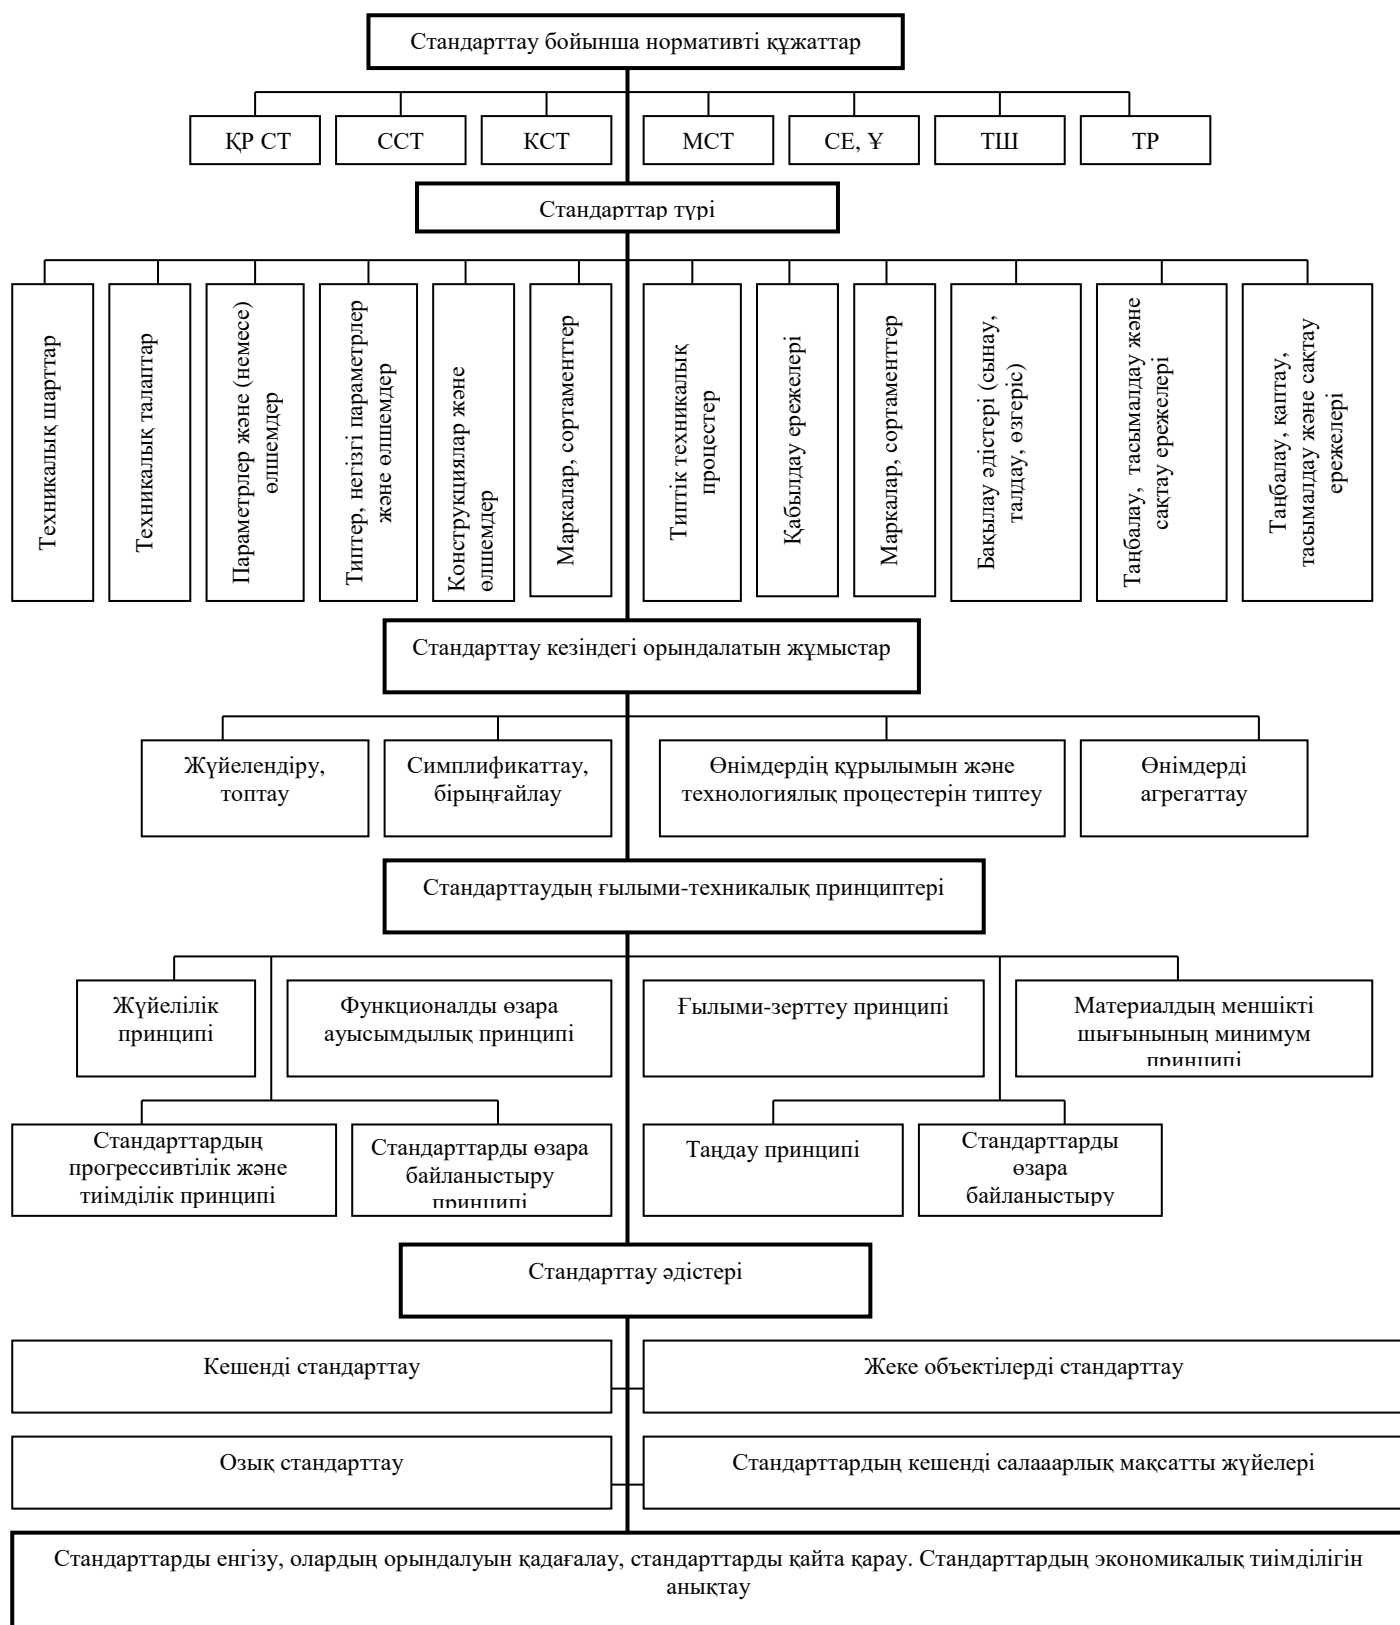 Стандарттау бойынша нормативті құжаттар
ҚР СТ
ССТ
КСТ
МСТ
СЕ, Ұ
ТШ
ТР
Стандарттар түрі
Техникалық шарттар
Техникалық талаптар
Параметрлер және (немесе)
өлшемдер
Типтер, негізгі параметрлер
және өлшемдер
Конструкциялар және
өлшемдер
Маркалар, сортаменттер
Типтік техникалық
процестер
Қабылдау ережелері
Маркалар, сортаменттер
Бақылау әдістері (сынау,
талдау, өзгеріс)
Таңбалау, тасымалдау және
сақтау ережелері
Таңбалау, қаптау,
тасымалдау және сақтау
ережелері
Стандарттау кезіндегі орындалатын жұмыстар
Жүйелендіру,
топтау
Симплификаттау,
бірыңғайлау
Өнімдердің құрылымын және
технологиялық процестерін типтеу
Өнімдерді
агрегаттау
Стандарттаудың ғылыми-техникалық принциптері
Жүйелілік
принципі
Функционалды өзара
ауысымдылық принципі
Ғылыми-зерттеу принципі
Материалдың меншікті
шығынының минимум
принципі
Стандарттардың
прогрессивтілік және
тиімділік принципі
Стандарттарды өзара
байланыстыру
принципі
Таңдау принципі
Стандарттарды
өзара
байланыстыру
Стандарттау әдістері
Кешенді стандарттау
Жеке объектілерді стандарттау
Озық стандарттау
Стандарттардың кешенді салааарлық мақсатты жүйелері
Стандарттарды енгізу, олардың орындалуын қадағалау, стандарттарды қайта қарау. Стандарттардың экономикалық тиімділігін
анықтау